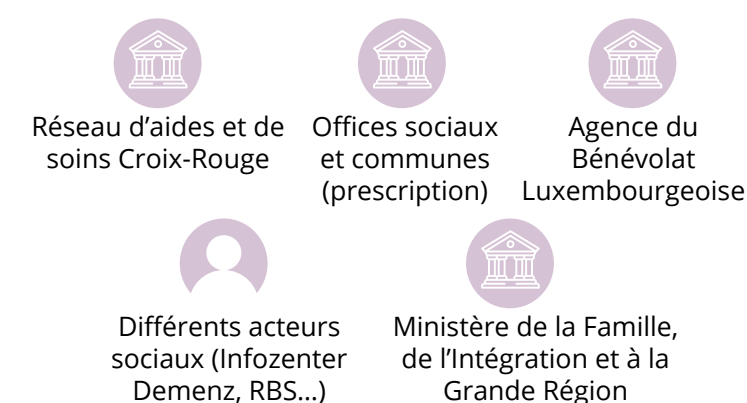 Réseau d'aides et de
soins Croix-Rouge
Offices sociaux
et communes
(prescription)
Agence du
Bénévolat
Luxembourgeoise
Différents acteurs
sociaux (Infozenter
Demenz, RBS...)
Ministère de la Famille,
de l'Intégration et à la
Grande Région